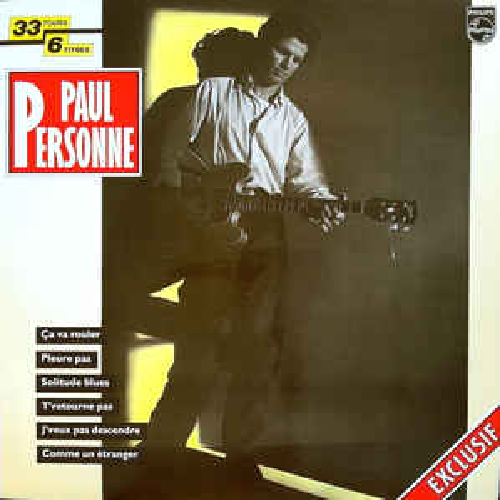 33 TOURS
6 TITRES
PHILIPS
PAUL
PERSONNE
Ça va rouler
Pleure pas
Solitude blues
T'retourne pas
J'veux pas descendre
Comme un étranger
EXCLUSIF